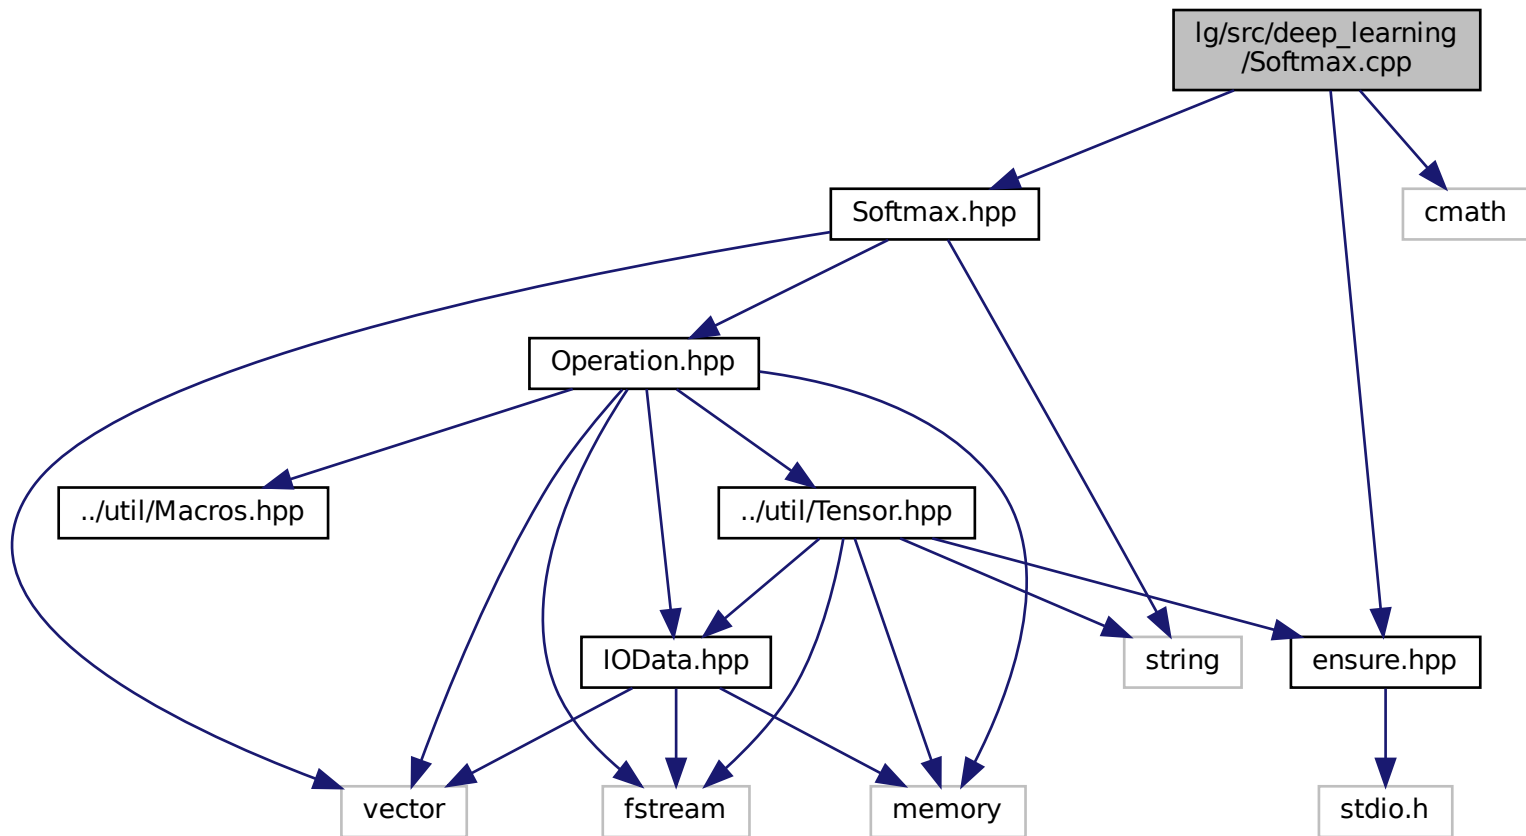 lg/src/deep_learning
/Softmax.cpp
Softmax.hpp
cmath
Operation.hpp
../util/Macros.hpp
../util/Tensor.hpp
IOData.hpp
string
ensure.hpp
vector
fstream
memory
stdio.h